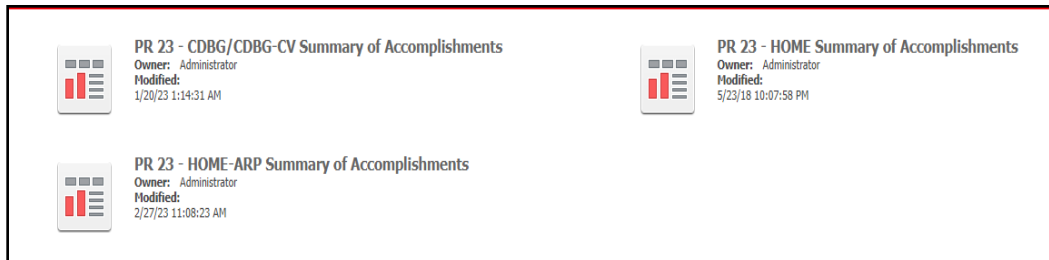 PR 23 - CDBG/CDBG-CV Summary of Accomplishments
Owner: Administrator
Modified:
1/20/23 1:14:31 AM
PR 23 - HOME Summary of Accomplishments
Owner: Administrator
Modified:
5/23/18 10:07:58 PM
PR 23 - HOME-ARP Summary of Accomplishments
Owner: Administrator
Modified:
2/27/23 11:08:23 AM